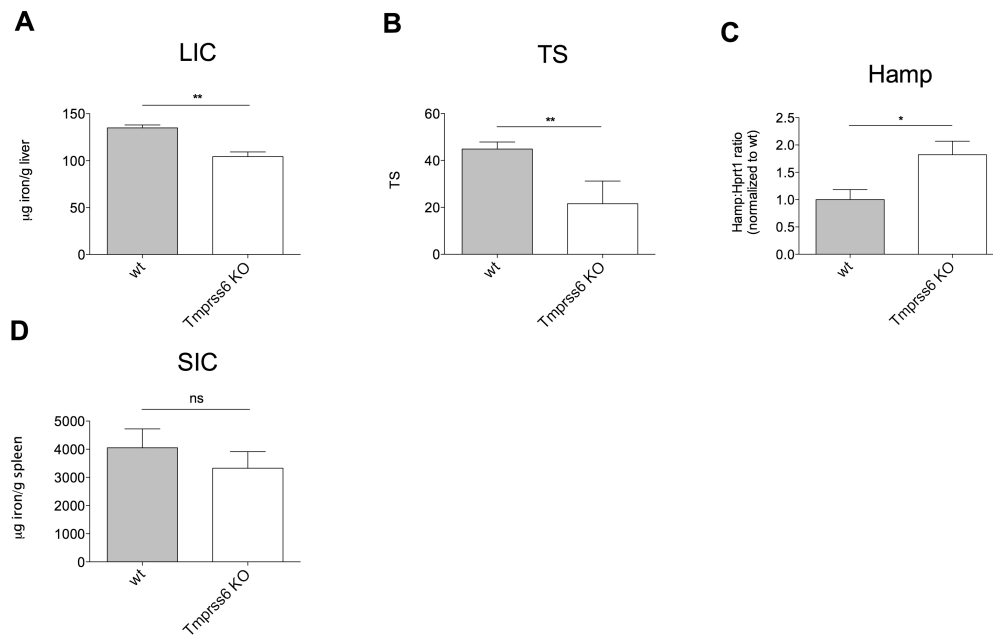 A
LIC
**
μg iron/g liver
150
100
50
0
wt
Tmprss6 KO
B
TS
**
TS
60
40
20
0
wt
Tmprss6 KO
C
Hamp
*
Hamp:Hprt1 ratio
(normalized to wt)
2.5
2.0
1.5
1.0
0.5
0.0
wt
Tmprss6 KO
D
SIC
ns
μg iron/g spleen
5000
4000
3000
2000
1000
0
wt
Tmprss6 KO